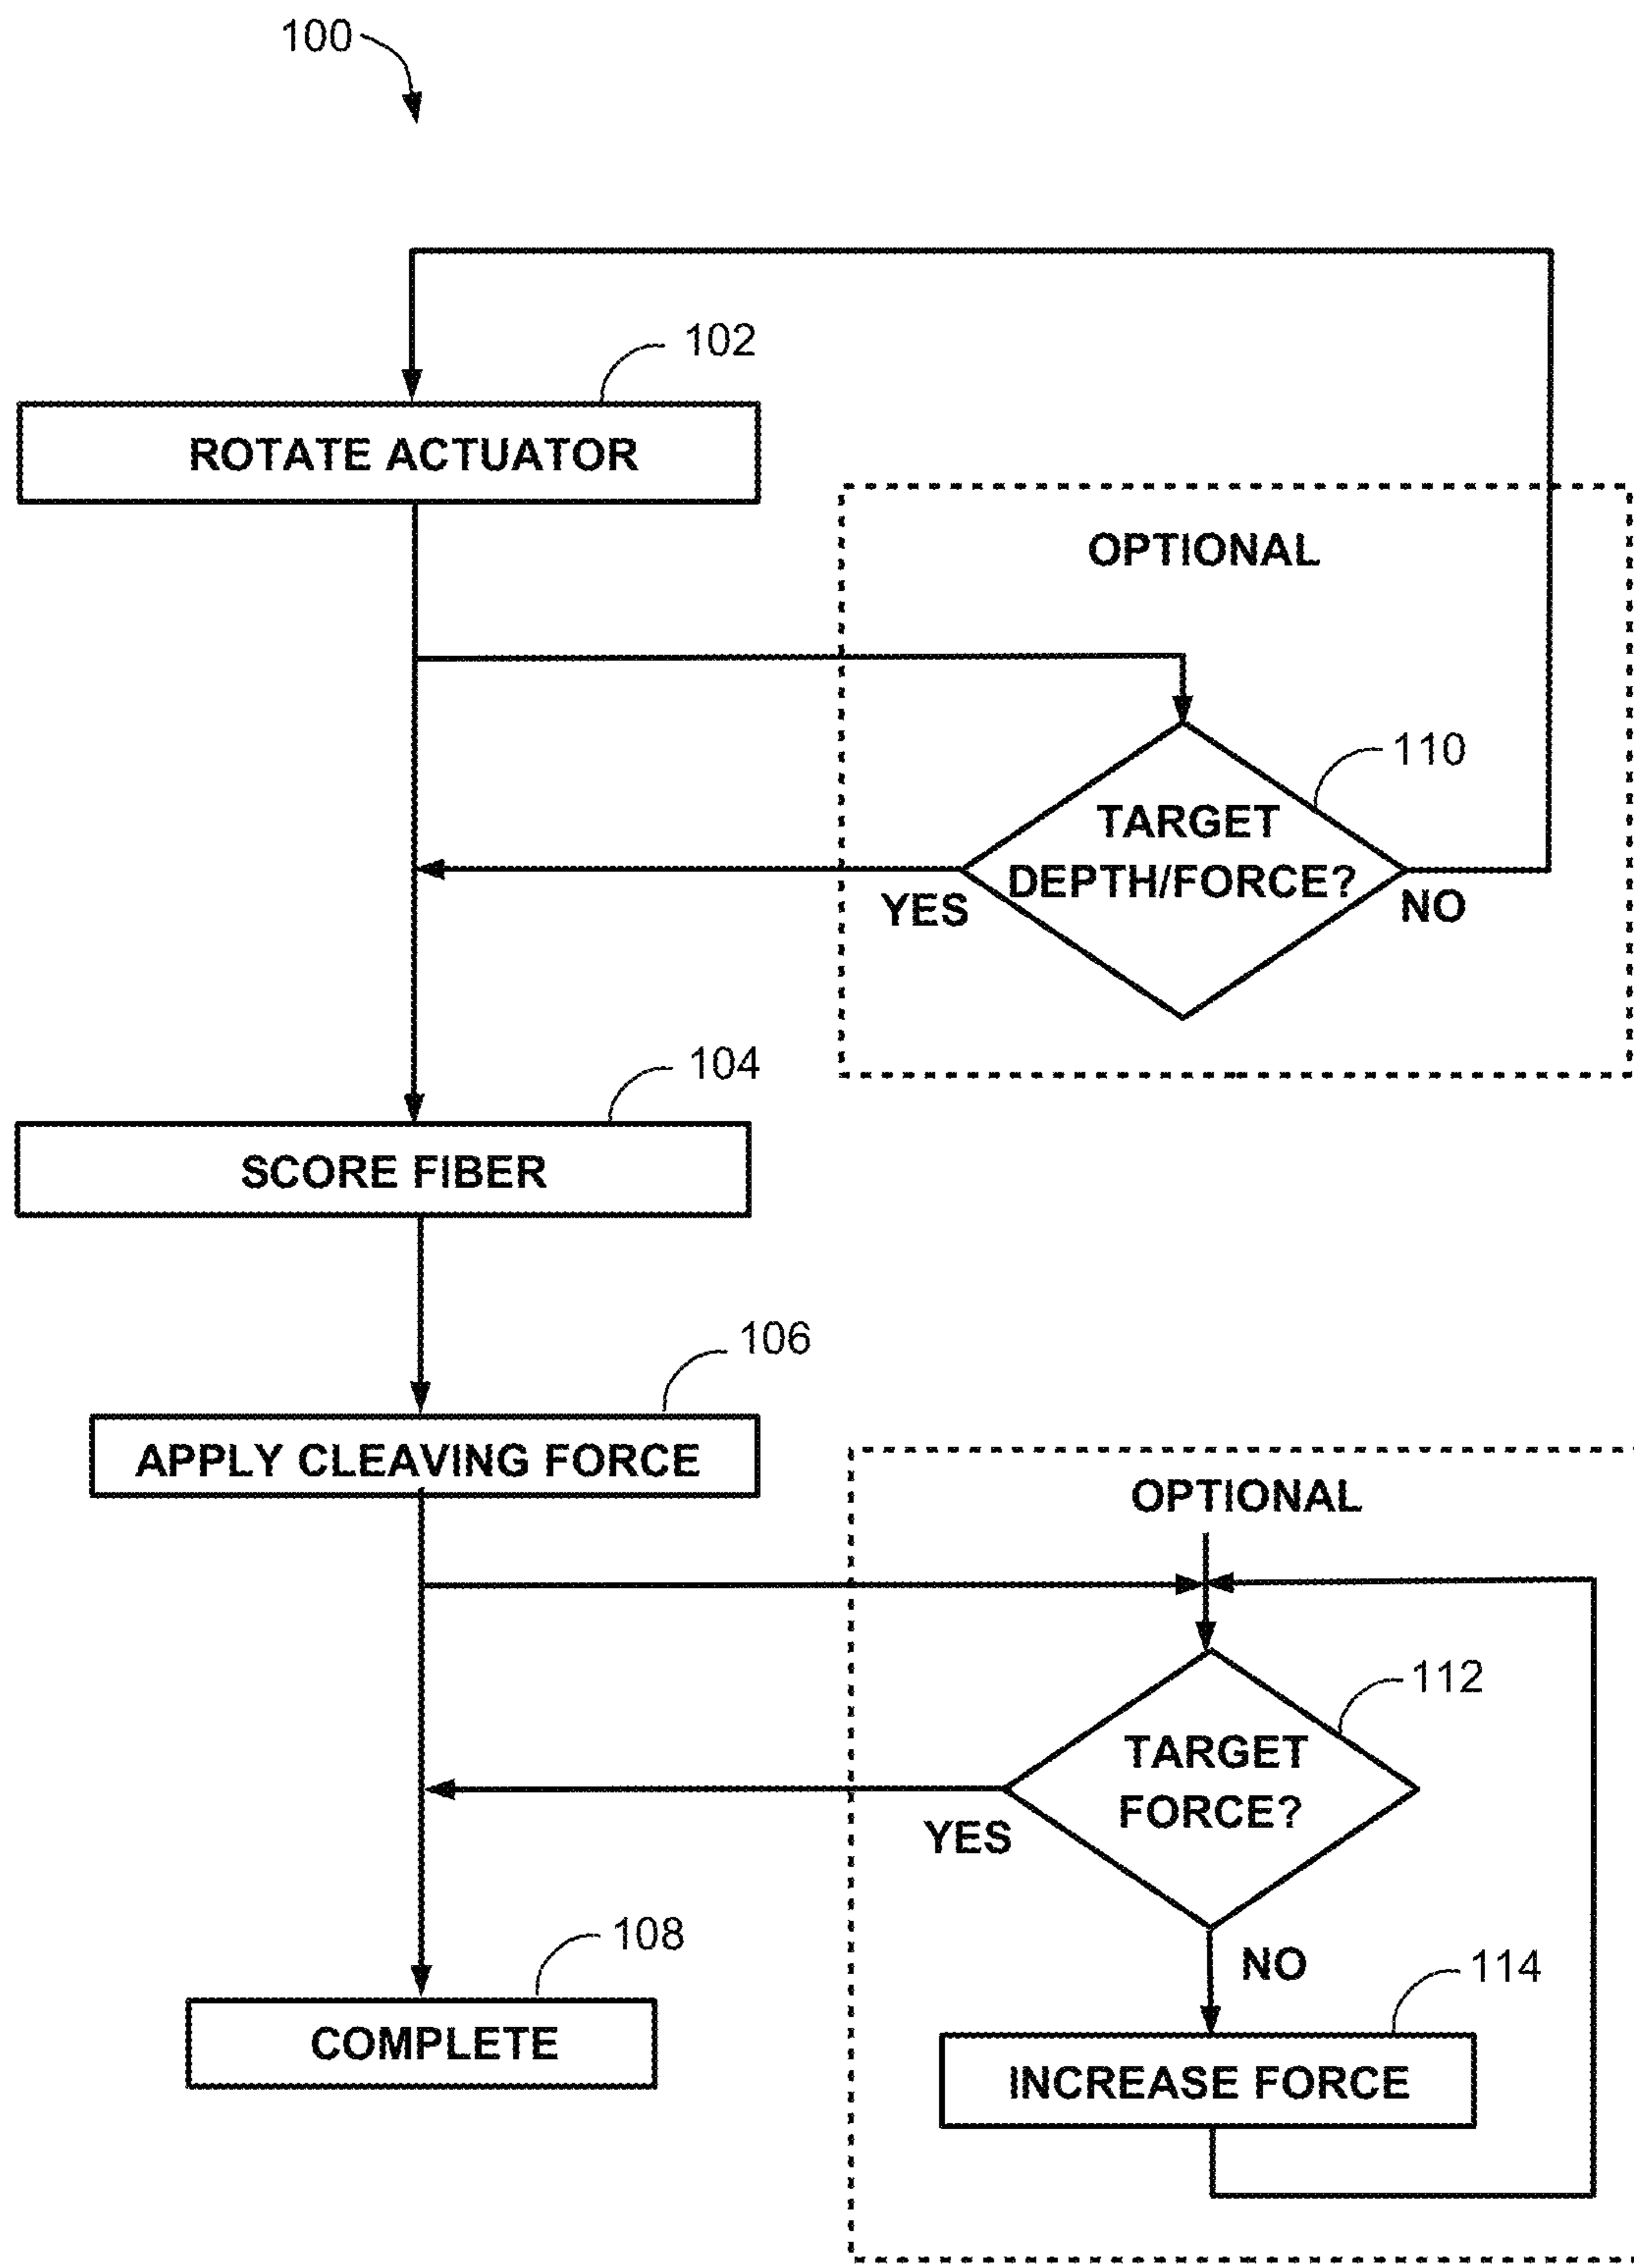 100
102
ROTATE ACTUATOR
OPTIONAL
110
TARGET
DEPTH/FORCE?
YES
NO
104
SCORE FIBER
106
APPLY CLEAVING FORCE
OPTIONAL
112
TARGET
FORCE?
YES
108
NO
114
COMPLETE
INCREASE FORCE